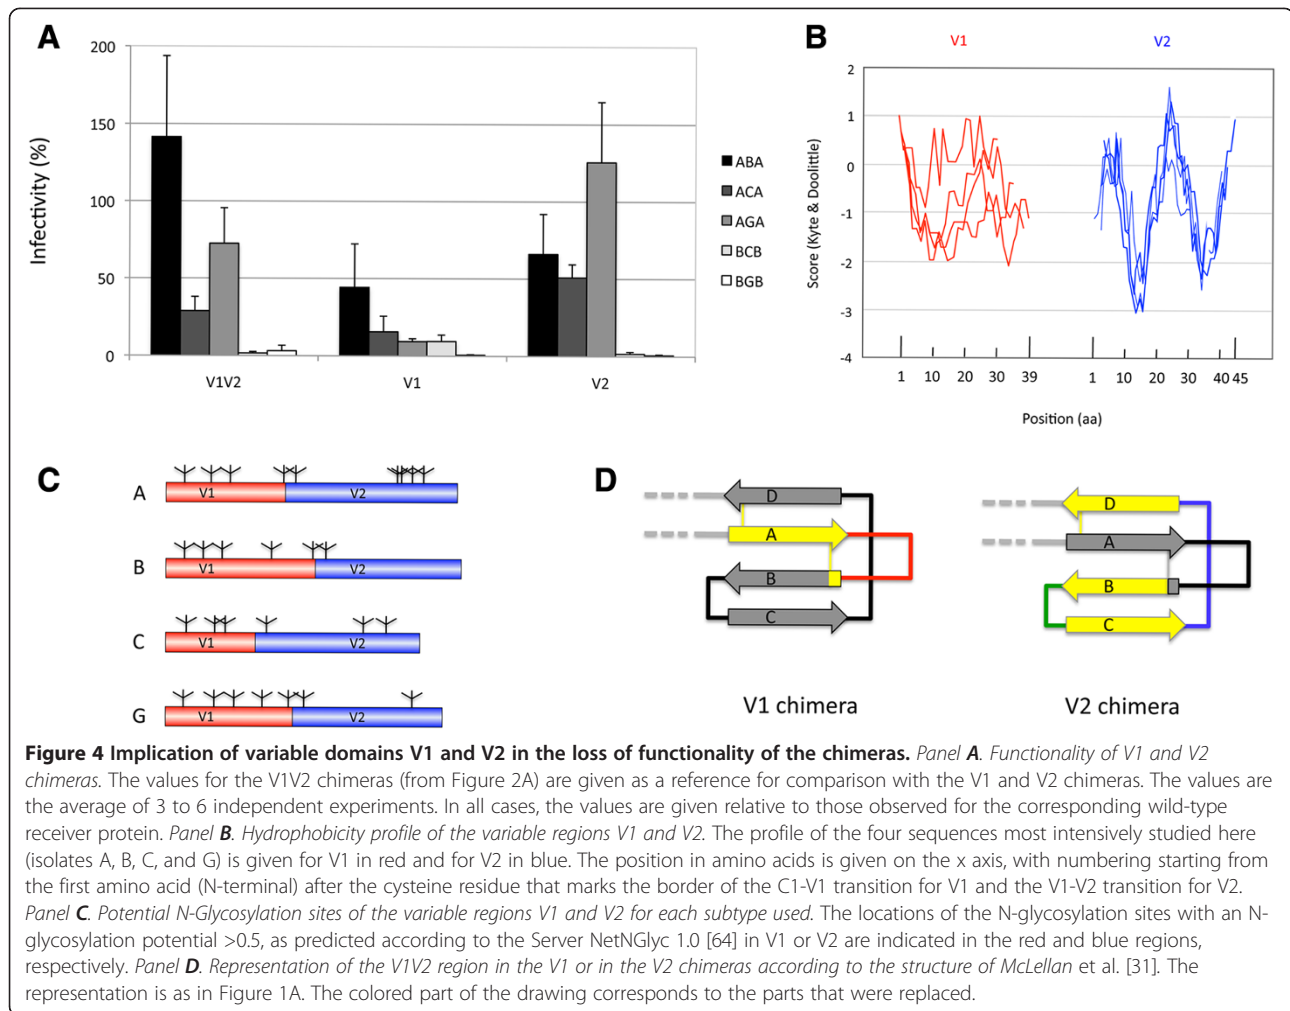 A
B
V1
V2
200
150
100
50
0
Infectivity (%)
V1V2
V1
V2
ABA
ACA
AGA
BCB
BGB
2
1
0
-1
-2
-3
-4
Score (Kyte & Doolittle)
1 10 20 30 39
1 10 20 30 40 45
Position (aa)
C
A V1 V2
B V1 V2
C V1 V2
G V1 V2
D
D
A
B
C
V1 chimera
D
A
B
C
V2 chimera
Figure 4 Implication of variable domains V1 and V2 in the loss of functionality of the chimeras. Panel A. Functionality of V1 and V2
chimeras. The values for the V1V2 chimeras (from Figure 2A) are given as a reference for comparison with the V1 and V2 chimeras. The values are
the average of 3 to 6 independent experiments. In all cases, the values are given relative to those observed for the corresponding wild-type
receiver protein. Panel B. Hydrophobicity profile of the variable regions V1 and V2. The profile of the four sequences most intensively studied here
(isolates A, B, C, and G) is given for V1 in red and for V2 in blue. The position in amino acids is given on the x axis, with numbering starting from
the first amino acid (N-terminal) after the cysteine residue that marks the border of the C1-V1 transition for V1 and the V1-V2 transition for V2.
Panel C. Potential N-Glycosylation sites of the variable regions V1 and V2 for each subtype used. The locations of the N-glycosylation sites with an N-
glycosylation potential >0.5, as predicted according to the Server NetNGlyc 1.0 [64] in V1 or V2 are indicated in the red and blue regions,
respectively. Panel D. Representation of the V1V2 region in the V1 or in the V2 chimeras according to the structure of McLellan et al. [31]. The
representation is as in Figure 1A. The colored part of the drawing corresponds to the parts that were replaced.